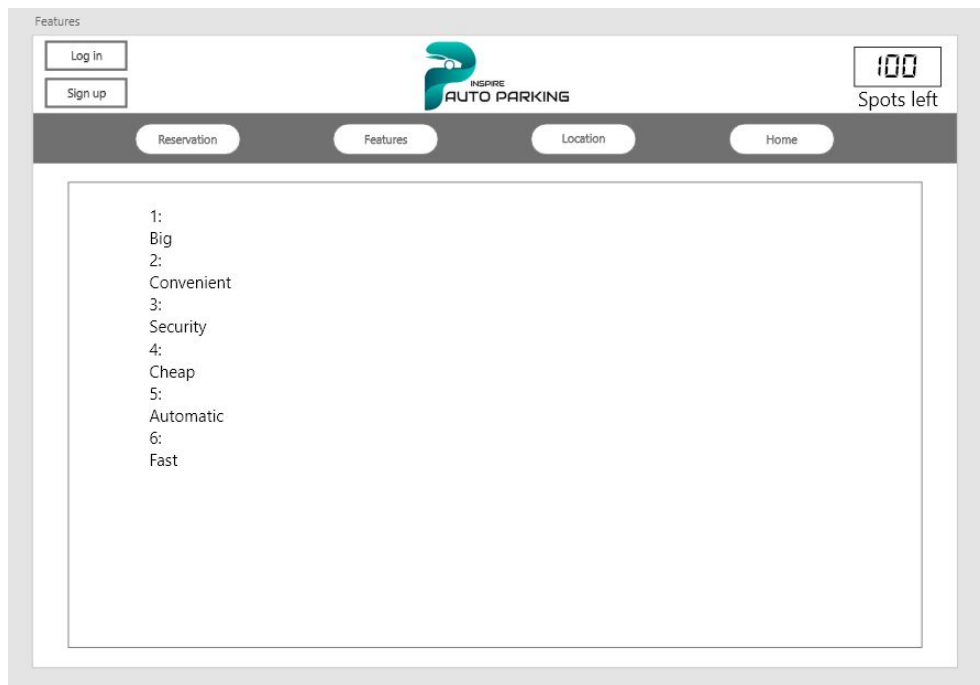 Features
Log in
Sign up
INSPIRE
AUTO PARKING
100
Spots left
Reservation
Features
Location
Home
1:
Big
2:
Convenient
3:
Security
4:
Cheap
5:
Automatic
6:
Fast